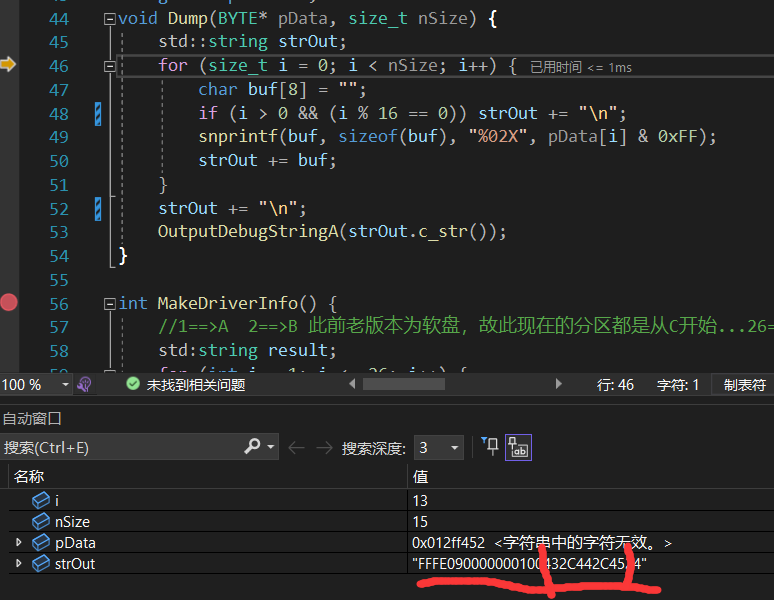 44 void Dump(BYTE* pData, size_t nSize) {
45 std::string strOut;
46 for (size_t i = 0; i < nSize; i++) { 已用时间 <= 1ms
47 char buf[8] = "";
48 if (i > 0 && (i % 16 == 0)) strOut += "\n";
49 snprintf(buf, sizeof(buf), "%02X", pData[i] & 0xFF);
50 strOut += buf;
51 }
52 strOut += "\n";
53 OutputDebugStringA(strOut.c_str());
54 }
55
56 int MakeDriverInfo() {
57 //1==>A 2==>B 此前老版本为软盘，故此现在的分区都是从C开始...26=
58 std:string result;
100 % 未找到相关问题 行: 46 字符: 1 制表符
自动窗口
搜索(Ctrl+E) 搜索深度: 3
名称 值
i 13
nSize 15
pData 0x012ff452 <字符串中的字符无效。>
strOut